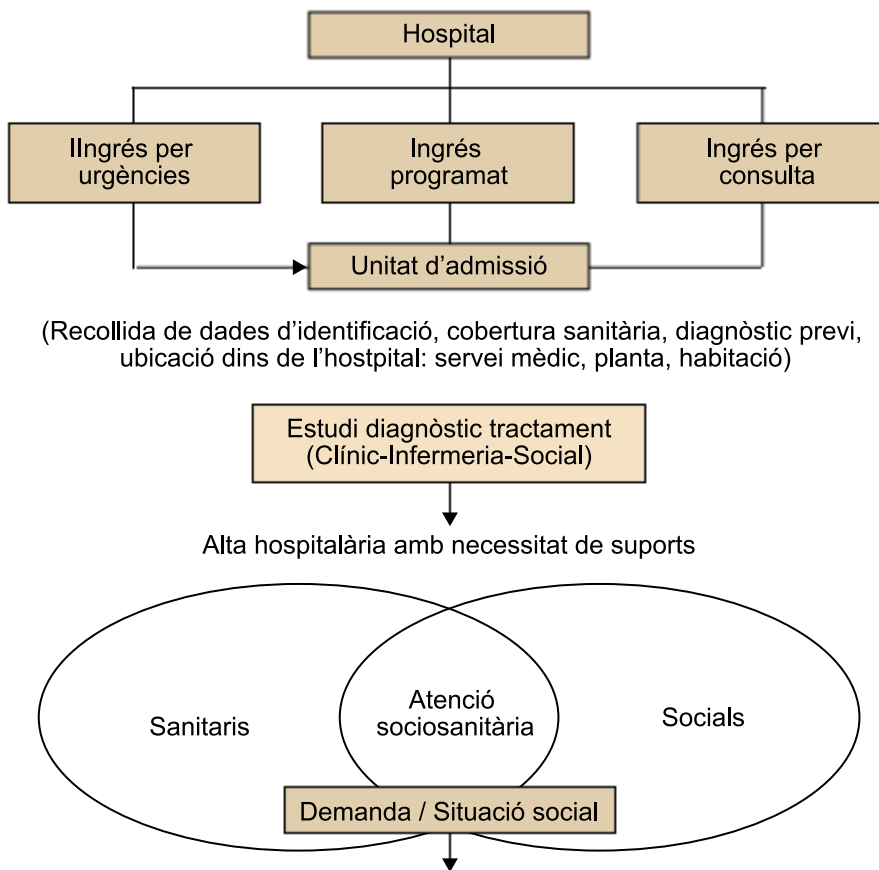 Hospital
IIngrés per
urgències
Ingrés
programat
Ingrés per
consulta
Unitat d’admissió
(Recollida de dades d’identificació, cobertura sanitària, diagnòstic previ,
ubicació dins de l’hostpital: servei mèdic, planta, habitació)
Estudi diagnòstic tractament
(Clínic-Infermeria-Social)
Alta hospitalària amb necessitat de suports
Sanitaris
Atenció
sociosanitària
Socials
Demanda / Situació social